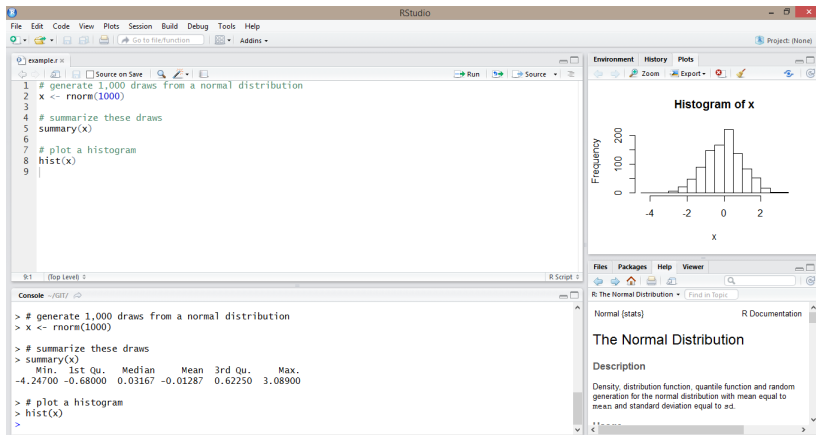 RStudio
File Edit Code View Plots Session Build Debug Tools Help
Go to file/function Addins Project: (None)
example.r
Source on Save Run Source
1 # generate 1,000 draws from a normal distribution
2 x <- rnorm(1000)
3
4 # summarize these draws
5 summary(x)
6
7 # plot a histogram
8 hist(x)
9
9:1 (Top Level) R Script
Console ~/GIT/
> # generate 1,000 draws from a normal distribution
> x <- rnorm(1000)
> # summarize these draws
> summary(x)
Min. 1st Qu. Median Mean 3rd Qu. Max.
-4.24700 -0.68000 0.03167 -0.01287 0.62250 3.08900
> # plot a histogram
> hist(x)
>
Environment History Plots
Zoom Export
Histogram of x
Frequency
200
100
0
-4 -2 0 2
x
Files Packages Help Viewer
R: The Normal Distribution Find in Topic
Normal {stats} R Documentation
The Normal Distribution
Description
Density, distribution function, quantile function and random
generation for the normal distribution with mean equal to
mean and standard deviation equal to sd.